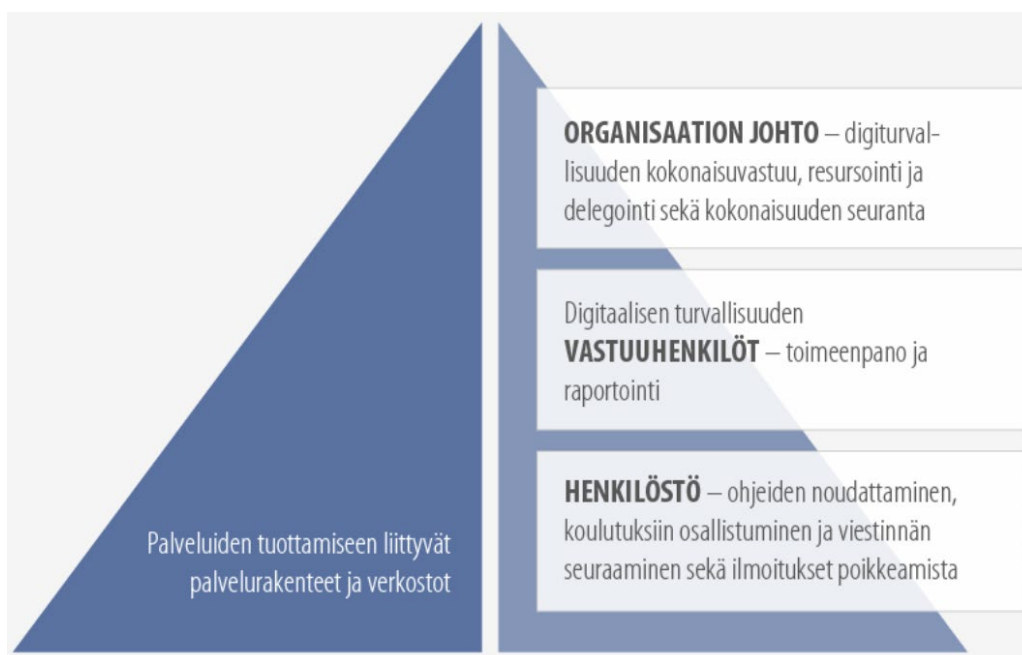 ORGANISAATION JOHTO – digiturval-
lisuuden kokonaisuvastuu, resursointi ja
delegointi sekä kokonaisuuden seuranta
Digitaalisen turvallisuuden
VASTUUHENKILÖT – toimeenpano ja
raportointi
HENKILÖSTÖ – ohjeiden noudattaminen,
koulutuksiin osallistuminen ja viestinnän
seuraaminen sekä ilmoitukset poikkeamista
Palveluiden tuottamiseen liittyvät
palvelurakenteet ja verkostot